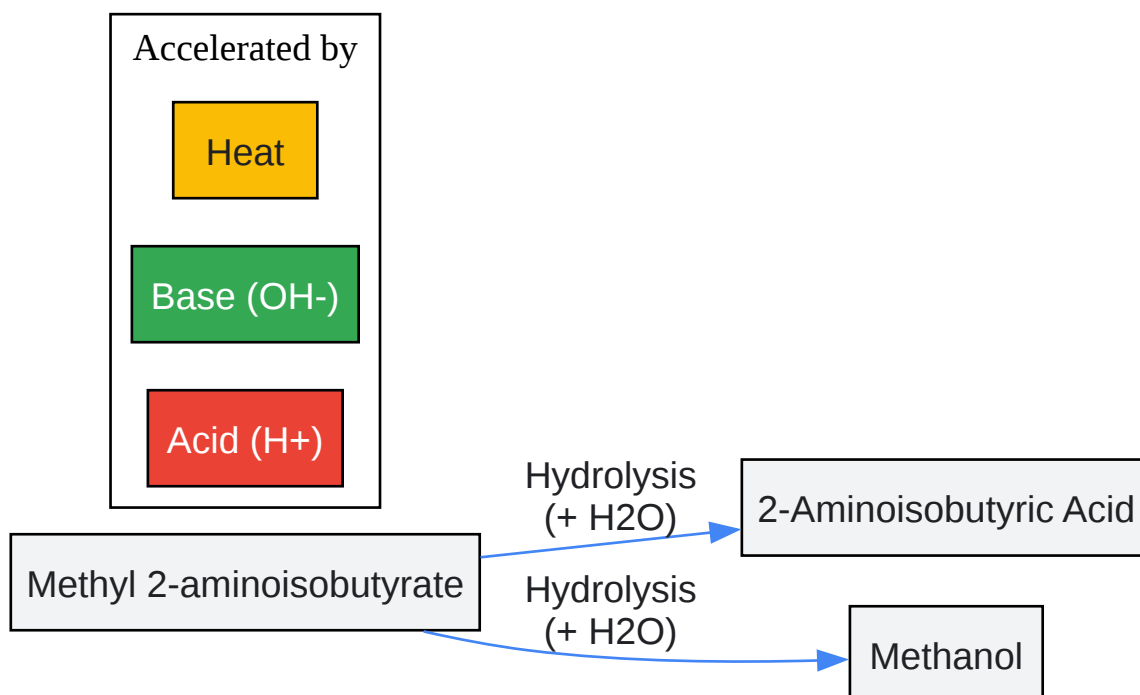 Accelerated by
Heat
Base (OH-)
Acid (H+)
Hydrolysis
(+ H2O)
2-Aminoisobutyric Acid
Methyl 2-aminoisobutyrate
Hydrolysis
(+ H2O)
Methanol